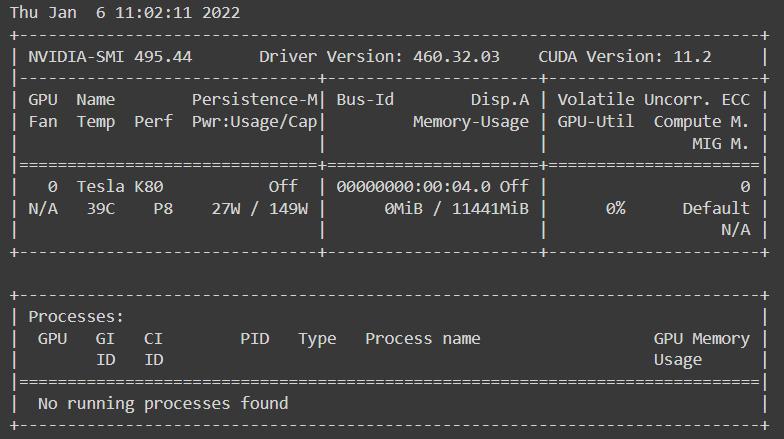 Thu Jan  6 11:02:11 2022
+-----------------------------------------------------------------------------+
| NVIDIA-SMI 495.44       Driver Version: 460.32.03    CUDA Version: 11.2     |
|-------------------------------+----------------------+----------------------+
| GPU  Name        Persistence-M| Bus-Id        Disp.A | Volatile Uncorr. ECC |
| Fan  Temp  Perf  Pwr:Usage/Cap|         Memory-Usage | GPU-Util  Compute M. |
|                               |                      |               MIG M. |
|===============================+======================+======================|
|   0  Tesla K80           Off  | 00000000:00:04.0 Off |                    0 |
| N/A   39C    P8    27W / 149W |      0MiB / 11441MiB |      0%      Default |
|                               |                      |                  N/A |
+-------------------------------+----------------------+----------------------+

+-----------------------------------------------------------------------------+
| Processes:                                                                  |
|  GPU   GI   CI        PID   Type   Process name                  GPU Memory |
|        ID   ID                                                   Usage      |
|=============================================================================|
|  No running processes found                                                 |
+-----------------------------------------------------------------------------+